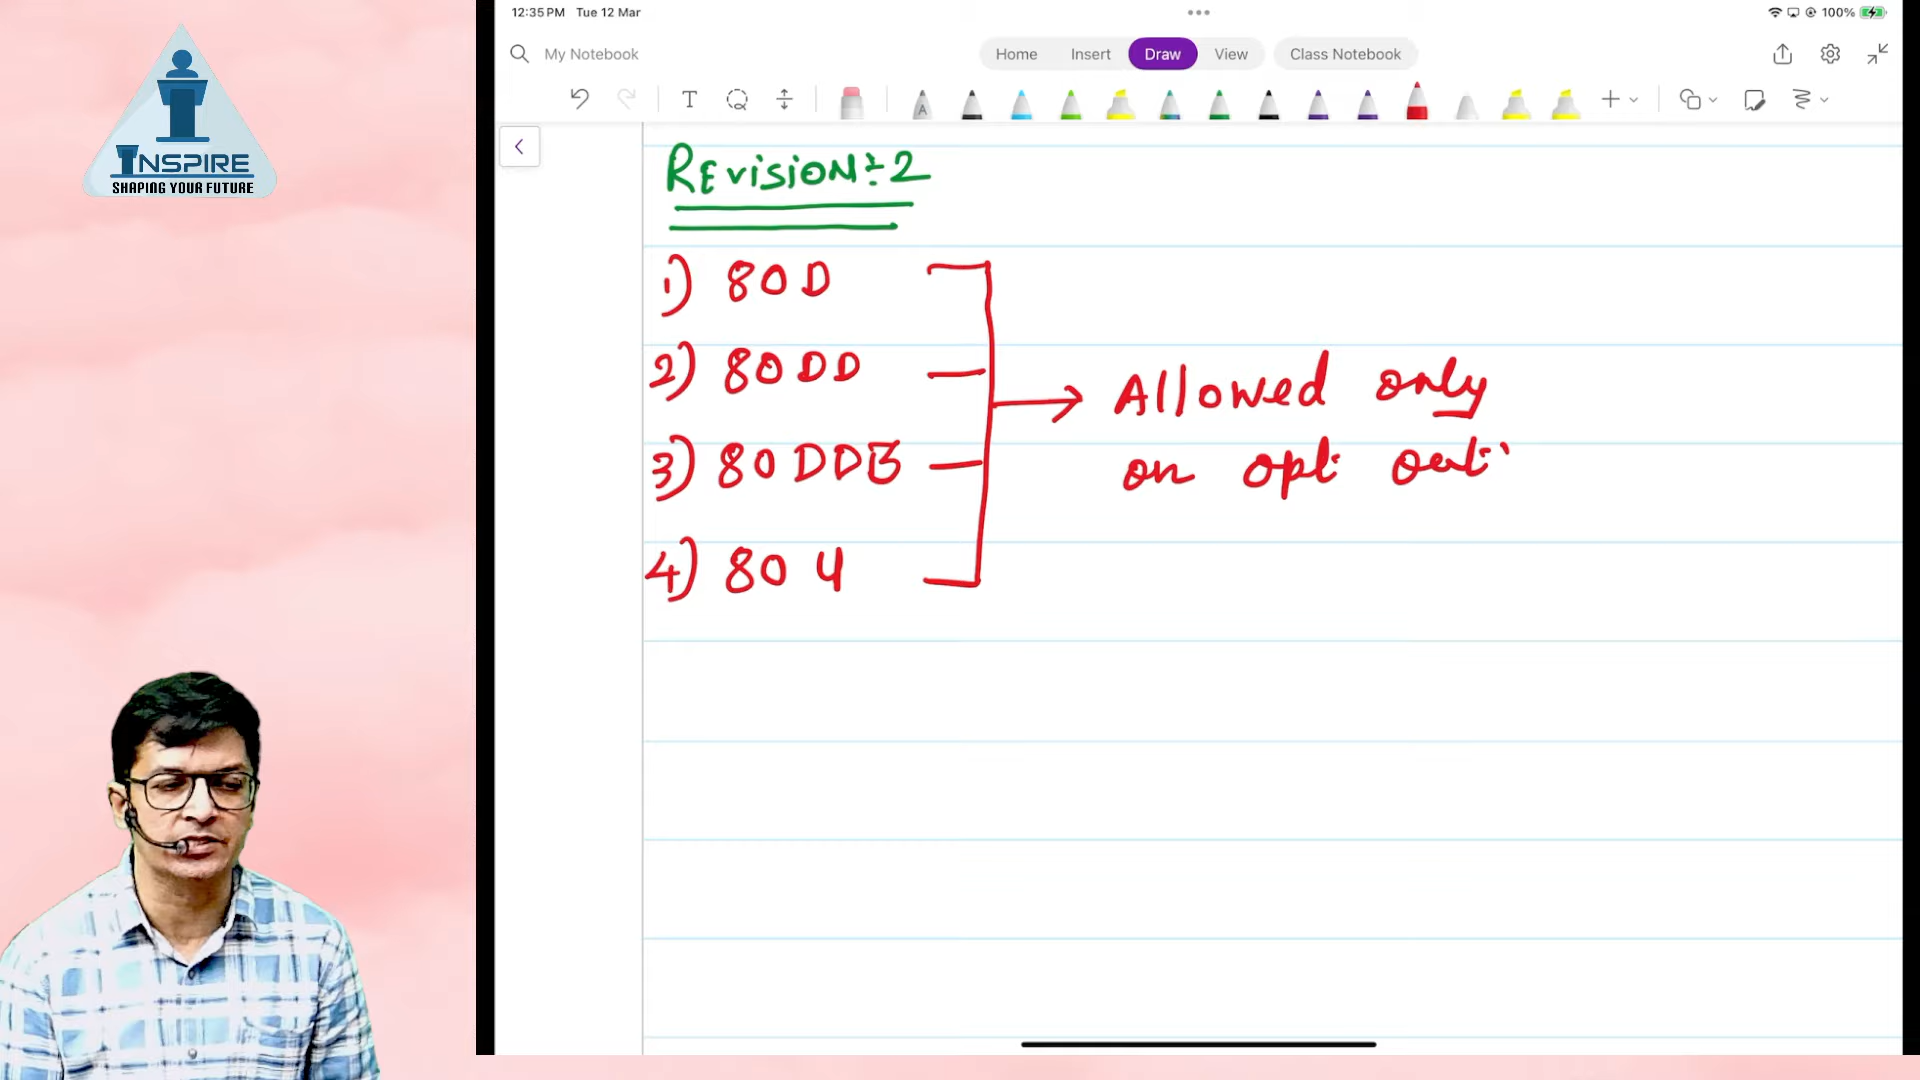 12:35 PM Tue 12 Mar
100%
My Notebook
Home Insert Draw View Class Notebook
INSPIRE
SHAPING YOUR FUTURE
REvisiON:-2
1) 80D
2) 80DD
3) 80DDB
4) 80U
Allowed only
on opt out